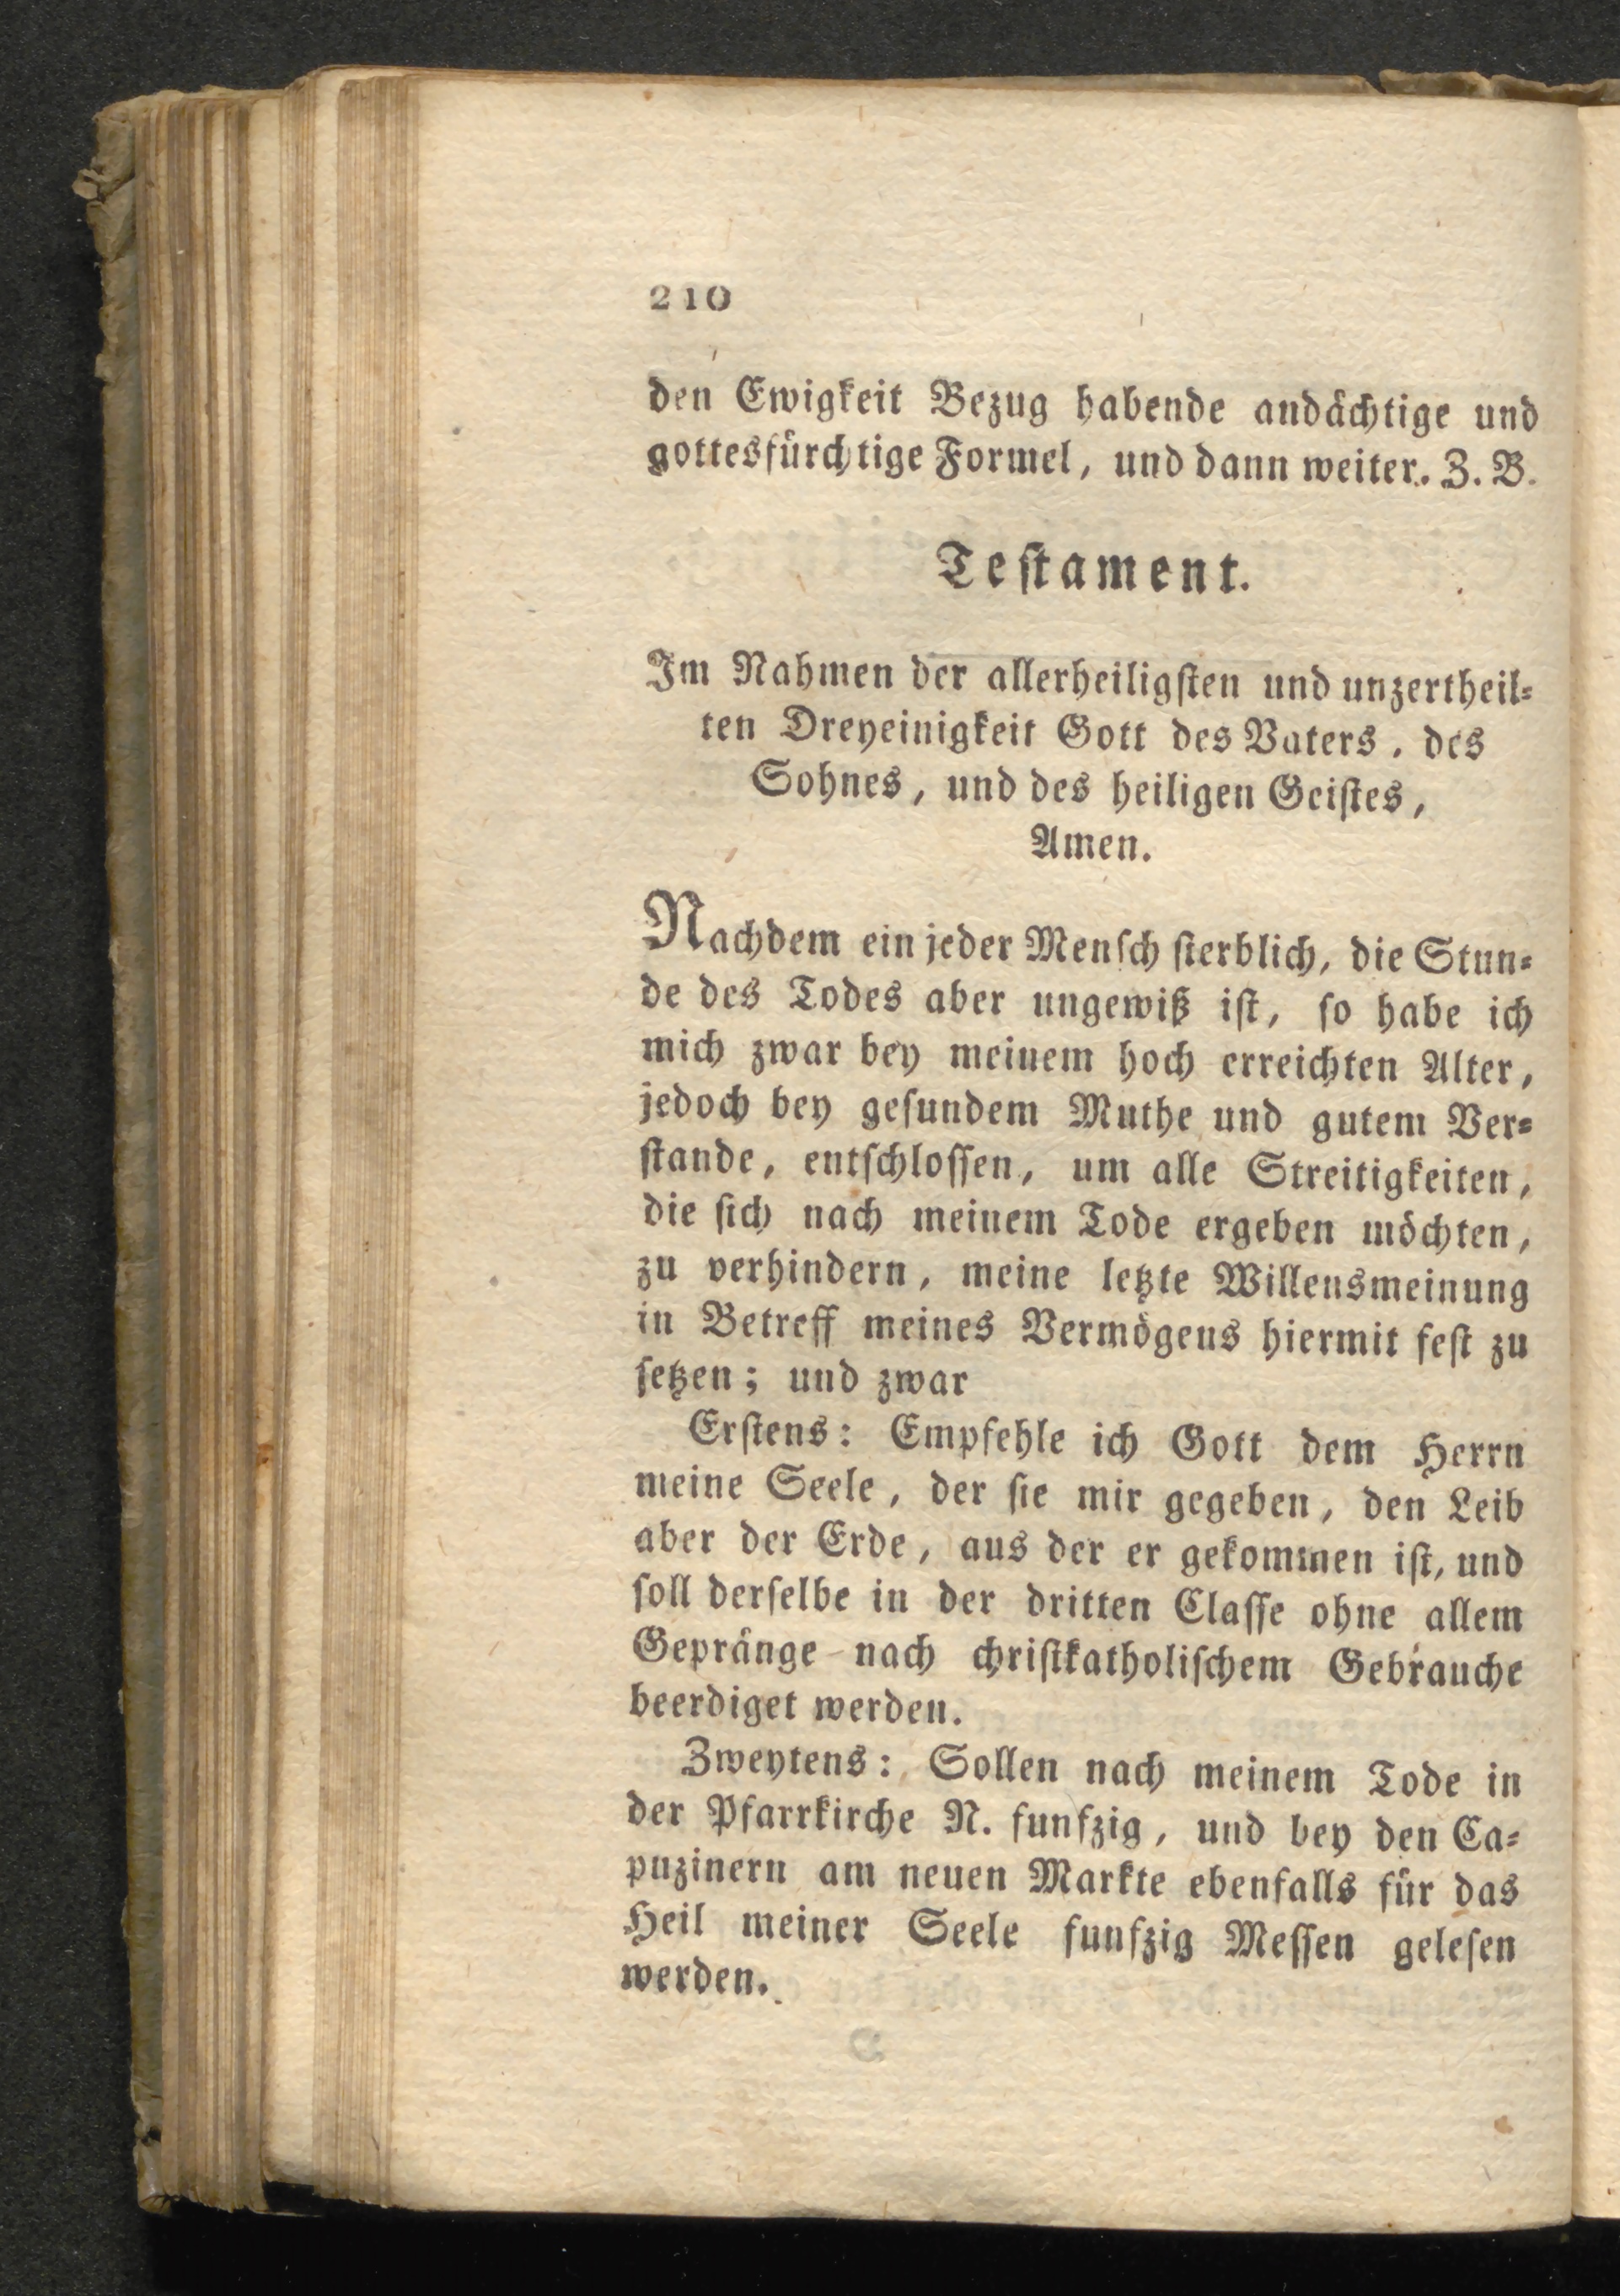 210
den Ewigkeit Bezug habende andächtige und
gottesfürchtige Formel, und dann weiter. Z. B.
Testament.
Im Nahmen der allerheiligsten und unzertheil-
ten Dreyeinigkeit Gott des Vaters, des
Sohnes, und des heiligen Geistes,
Amen.
Nachdem ein jeder Mensch sterblich, die Stun-
de des Todes aber ungewiß ist, so habe ich
mich zwar bey meinem hoch erreichten Alter,
jedoch bey gesundem Muthe und gutem Ver-
stande, entschlossen, um alle Streitigkeiten,
die sich nach meinem Tode ergeben möchten,
zu verhindern, meine letzte Willensmeinung
in Betreff meines Vermögens hiermit fest zu
setzen; und zwar
Erstens: Empfehle ich Gott dem Herrn
meine Seele, der sie mir gegeben, den Leib
aber der Erde, aus der er gekommen ist, und
soll derselbe in der dritten Classe ohne allem
Gepränge nach christkatholischem Gebrauche
beerdiget werden.
Zweytens: Sollen nach meinem Tode in
der Pfarrkirche N. funfzig, und bey den Ca-
puzinern am neuen Markte ebenfalls für das
Heil meiner Seele funfzig Messen gelesen
werden.